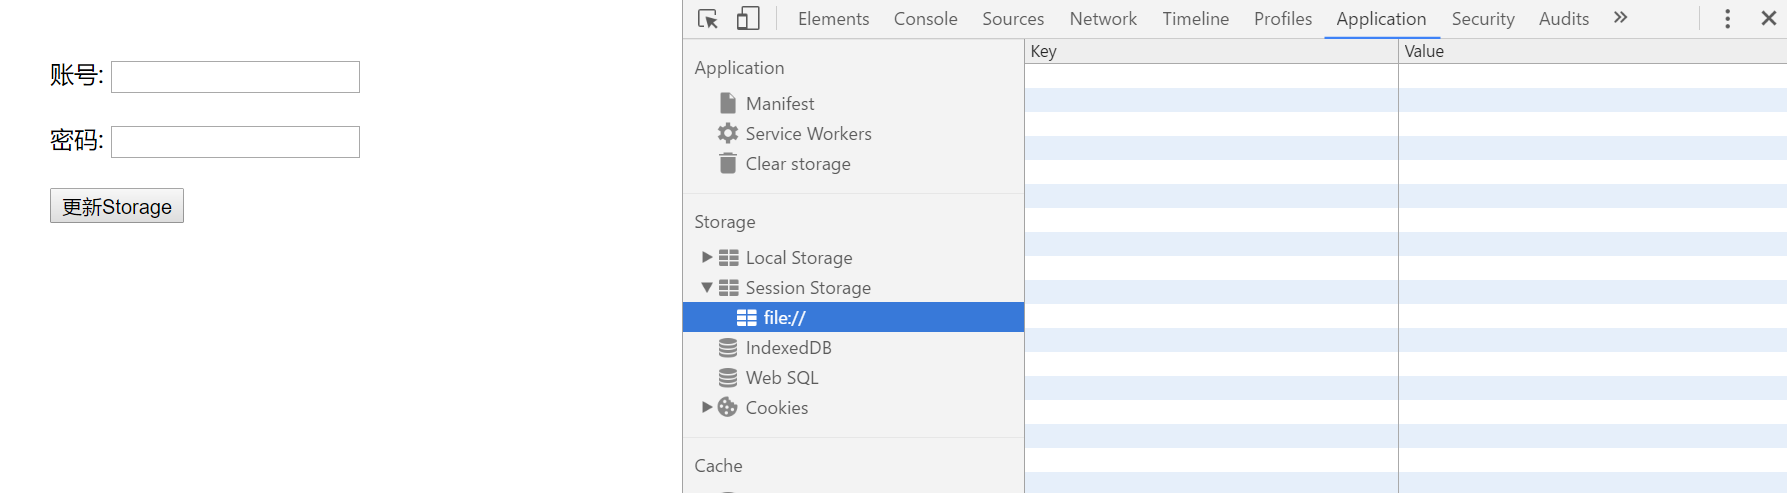 账号:
密码:
更新Storage
Elements Console Sources Network Timeline Profiles Application Security Audits »
Application
Manifest
Service Workers
Clear storage
Storage
Local Storage
Session Storage
file://
IndexedDB
Web SQL
Cookies
Cache
Key Value